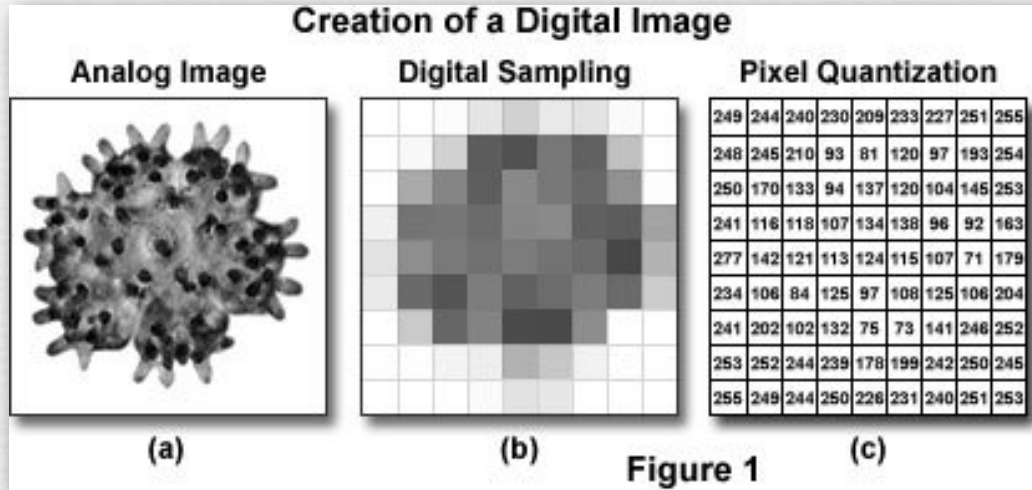 Creation of a Digital Image
Analog Image
Digital Sampling
Pixel Quantization
249 244 240 230 209 233 227 251 255
248 245 210 93 81 120 97 193 254
250 170 133 94 137 120 104 145 253
241 116 118 107 134 138 96 92 163
277 142 121 113 124 115 107 71 179
234 106 84 125 97 108 125 106 204
241 202 102 132 75 73 141 246 252
253 252 244 239 178 199 242 250 245
255 249 244 250 226 231 240 251 253
(a)
(b)
(c)
Figure 1